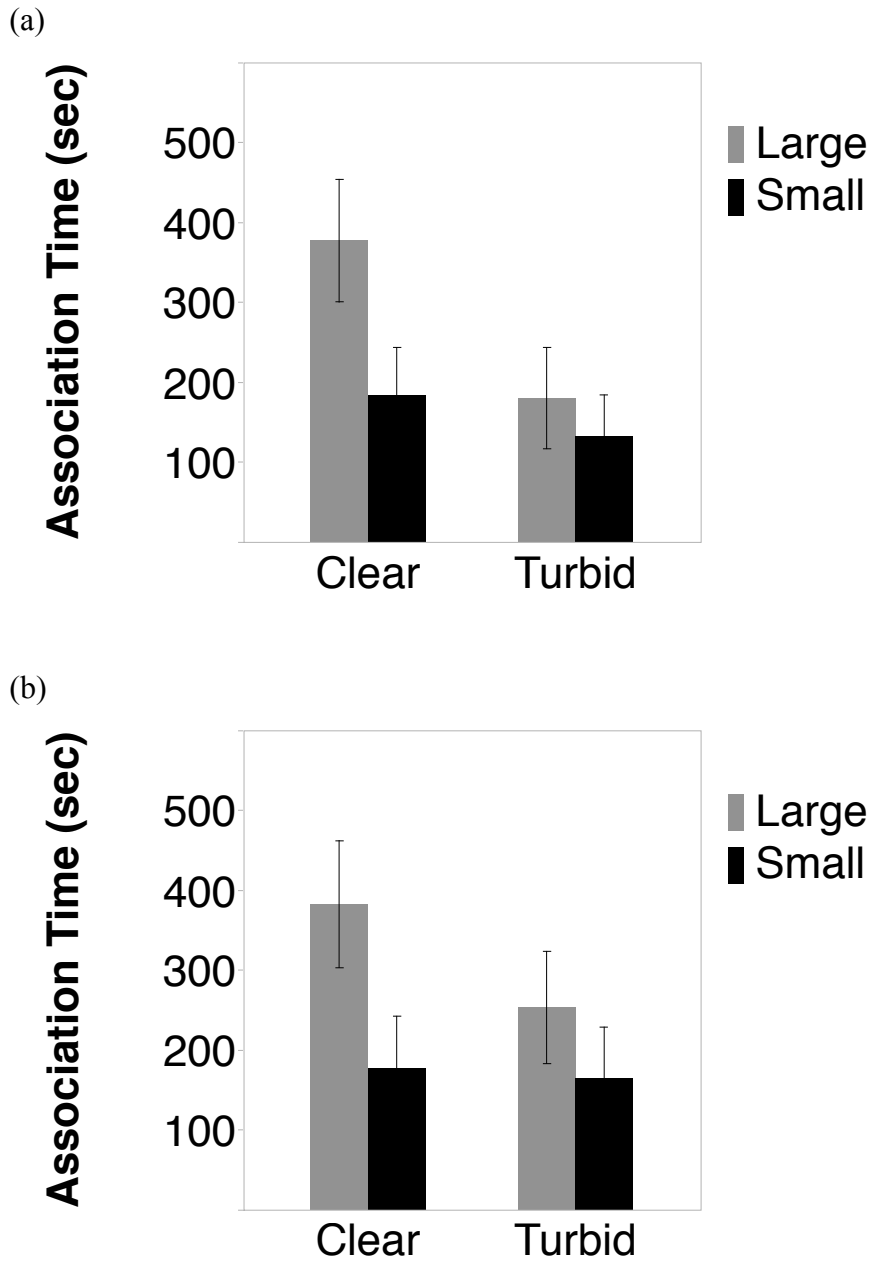 (a)
Association Time (sec)
500
400
300
200
100
Clear Turbid
Large
Small
(b)
Association Time (sec)
500
400
300
200
100
Clear Turbid
Large
Small